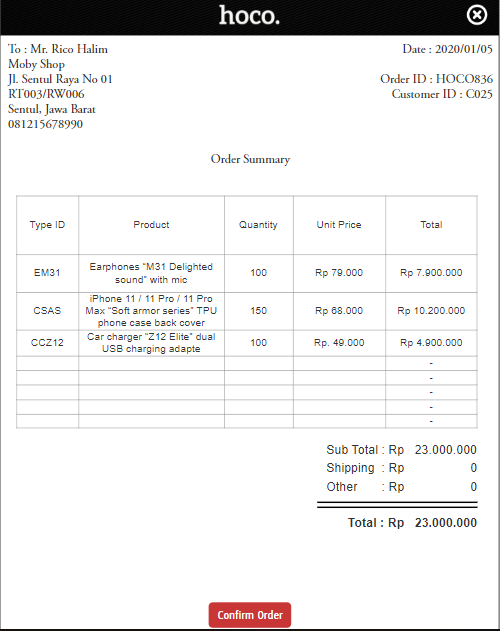 hoco.
To : Mr. Rico Halim
Date : 2020/01/05
Moby Shop
Jl. Sentul Raya No 01
Order ID : HOCO836
RT003/RW006
Customer ID : C025
Sentul, Jawa Barat
081215678990
Order Summary
Type ID Product Quantity Unit Price Total
Earphones “M31 Delighted
EM31 100 Rp 79.000 Rp 7.900.000
sound” with mic
iPhone 11 / 11 Pro / 11 Pro
CSAS Max “Soft armor series” TPU 150 Rp 68.000 Rp 10.200.000
phone case back cover
Car charger “Z12 Elite” dual
CCZ12 100 Rp. 49.000 Rp 4.900.000
USB charging adapte
-
-
-
-
-
Sub Total : Rp 23.000.000
Shipping : Rp 0
Other : Rp 0
Total : Rp 23.000.000
Confirm Order